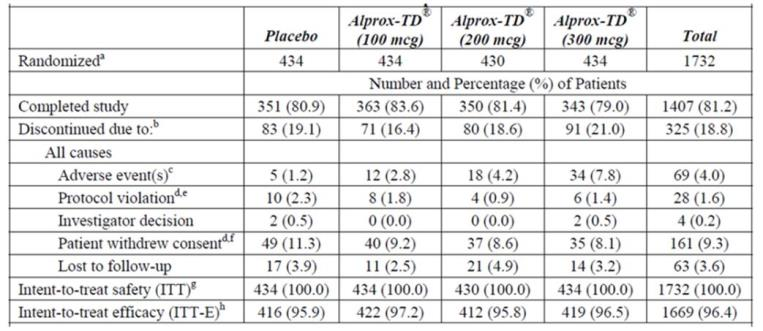 Placebo Alprox-TD® (100 mcg) Alprox-TD® (200 mcg) Alprox-TD® (300 mcg) Total
Randomizedᵃ 434 434 430 434 1732
Number and Percentage (%) of Patients
Completed study 351 (80.9) 363 (83.6) 350 (81.4) 343 (79.0) 1407 (81.2)
Discontinued due to:ᵇ 83 (19.1) 71 (16.4) 80 (18.6) 91 (21.0) 325 (18.8)
All causes
Adverse event(s)ᶜ 5 (1.2) 12 (2.8) 18 (4.2) 34 (7.8) 69 (4.0)
Protocol violationᵈ,ᵉ 10 (2.3) 8 (1.8) 4 (0.9) 6 (1.4) 28 (1.6)
Investigator decision 2 (0.5) 0 (0.0) 0 (0.0) 2 (0.5) 4 (0.2)
Patient withdrew consentᵈ,ᶠ 49 (11.3) 40 (9.2) 37 (8.6) 35 (8.1) 161 (9.3)
Lost to follow-up 17 (3.9) 11 (2.5) 21 (4.9) 14 (3.2) 63 (3.6)
Intent-to-treat safety (ITT)ᵍ 434 (100.0) 434 (100.0) 430 (100.0) 434 (100.0) 1732 (100.0)
Intent-to-treat efficacy (ITT-E)ʰ 416 (95.9) 422 (97.2) 412 (95.8) 419 (96.5) 1669 (96.4)